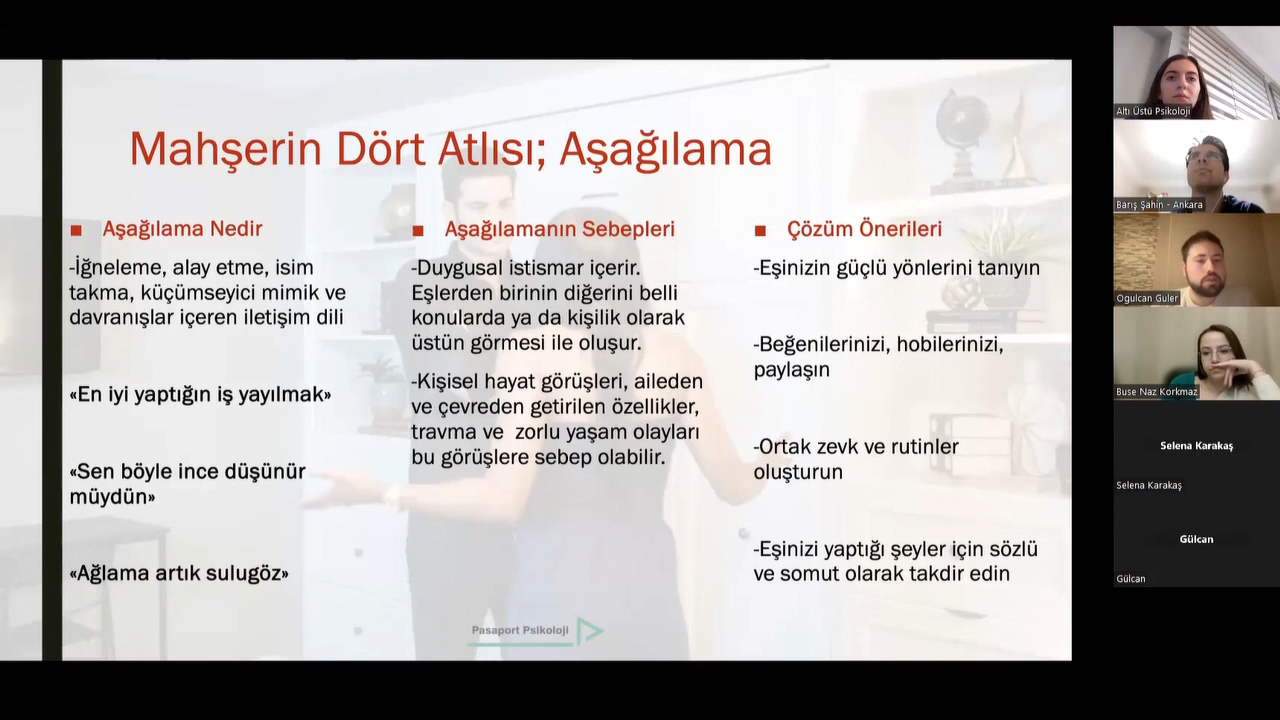 Mahşerin Dört Atlısı; Aşağılama
▪ Aşağılama Nedir
-İğneleme, alay etme, isim
takma, küçümseyici mimik ve
davranışlar içeren iletişim dili
«En iyi yaptığın iş yayılmak»
«Sen böyle ince düşünür
müydün»
«Ağlama artık sulugöz»
▪ Aşağılamanın Sebepleri
-Duygusal istismar içerir.
Eşlerden birinin diğerini belli
konularda ya da kişilik olarak
üstün görmesi ile oluşur.
-Kişisel hayat görüşleri, aileden
ve çevreden getirilen özellikler,
travma ve  zorlu yaşam olayları
bu görüşlere sebep olabilir.
▪ Çözüm Önerileri
-Eşinizin güçlü yönlerini tanıyın
-Beğenilerinizi, hobilerinizi,
paylaşın
-Ortak zevk ve rutinler
oluşturun
-Eşinizi yaptığı şeyler için sözlü
ve somut olarak takdir edin
Pasaport Psikoloji
Altı Üstü Psikoloji
Barış Şahin - Ankara
Ogulcan Guler
Buse Naz Korkmaz
Selena Karakaş
Selena Karakaş
Gülcan
Gülcan